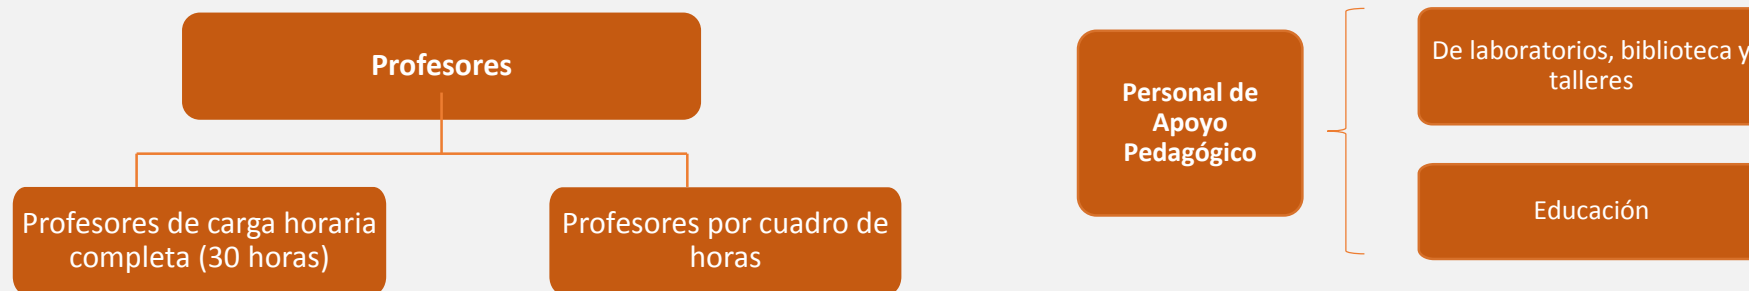 Profesores
Profesores de carga horaria
completa (30 horas)
Profesores por cuadro de
horas
Personal de
Apoyo
Pedagógico
De laboratorios, biblioteca y
talleres
Educación